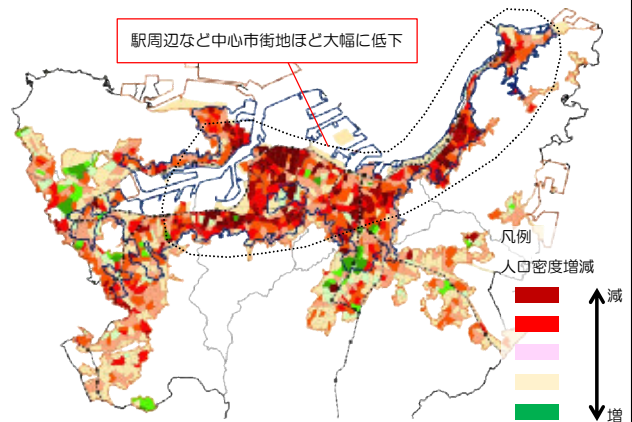 駅周辺など中心市街地ほど大幅に低下
凡例
人口密度増減
減
増